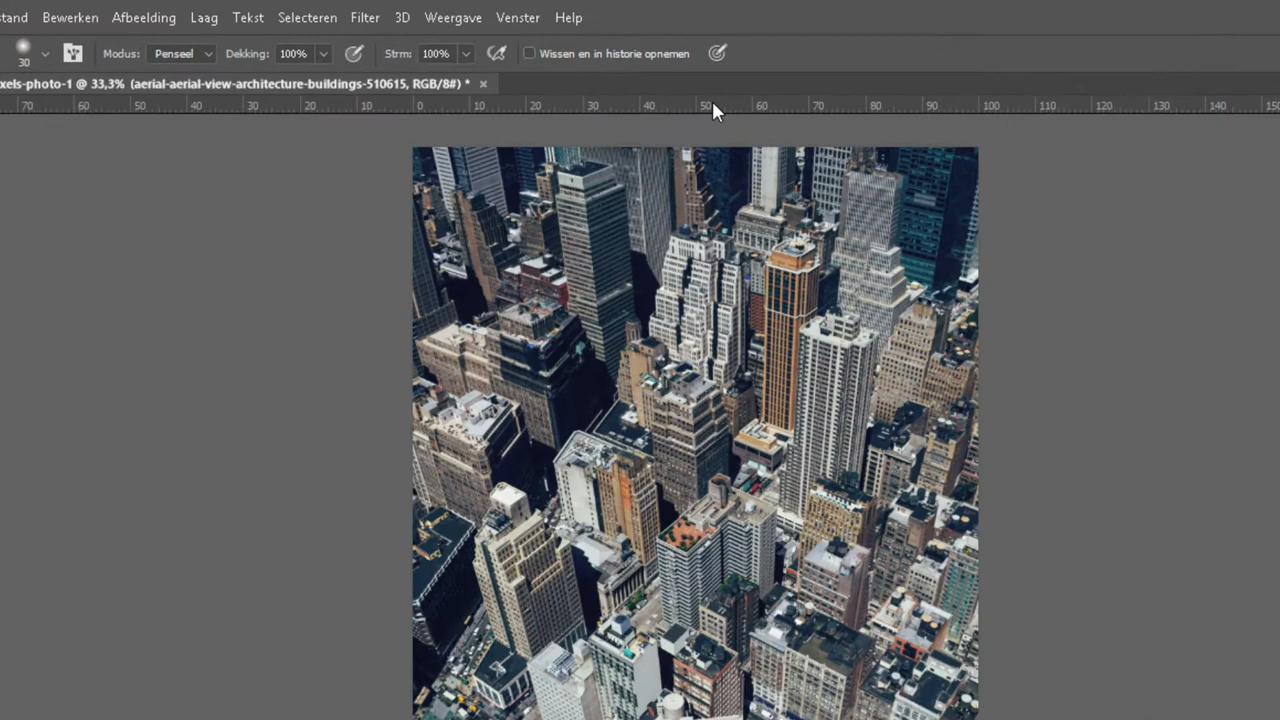 stand Bewerken Afbeelding Laag Tekst Selecteren Filter 3D Weergave Venster Help
30 Modus: Penseel Dekking: 100% Strm: 100% Wissen en in historie opnemen
xels-photo-1 @ 33,3% (aerial-aerial-view-architecture-buildings-510615, RGB/8#) * ×
70 60 50 40 30 20 10 0 10 20 30 40 50 60 70 80 90 100 110 120 130 140 150